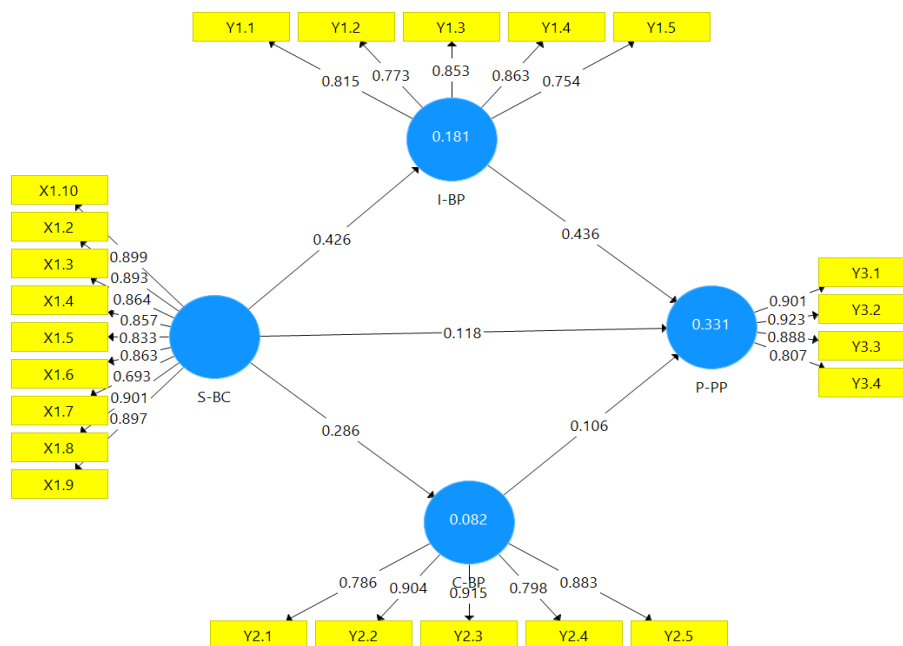 Y1.1 Y1.2 Y1.3 Y1.4 Y1.5
0.815 0.773 0.853 0.863 0.754
0.181
I-BP
X1.10
X1.2
X1.3
X1.4
X1.5
X1.6
X1.7
X1.8
X1.9
0.899
0.893
0.864
0.857
0.833
0.863
0.693
0.901
0.897
S-BC
0.426
0.436
0.118
0.286
0.106
0.331
P-PP
0.901
0.923
0.888
0.807
Y3.1
Y3.2
Y3.3
Y3.4
0.082
C-BP
0.786 0.904 0.915 0.798 0.883
Y2.1 Y2.2 Y2.3 Y2.4 Y2.5